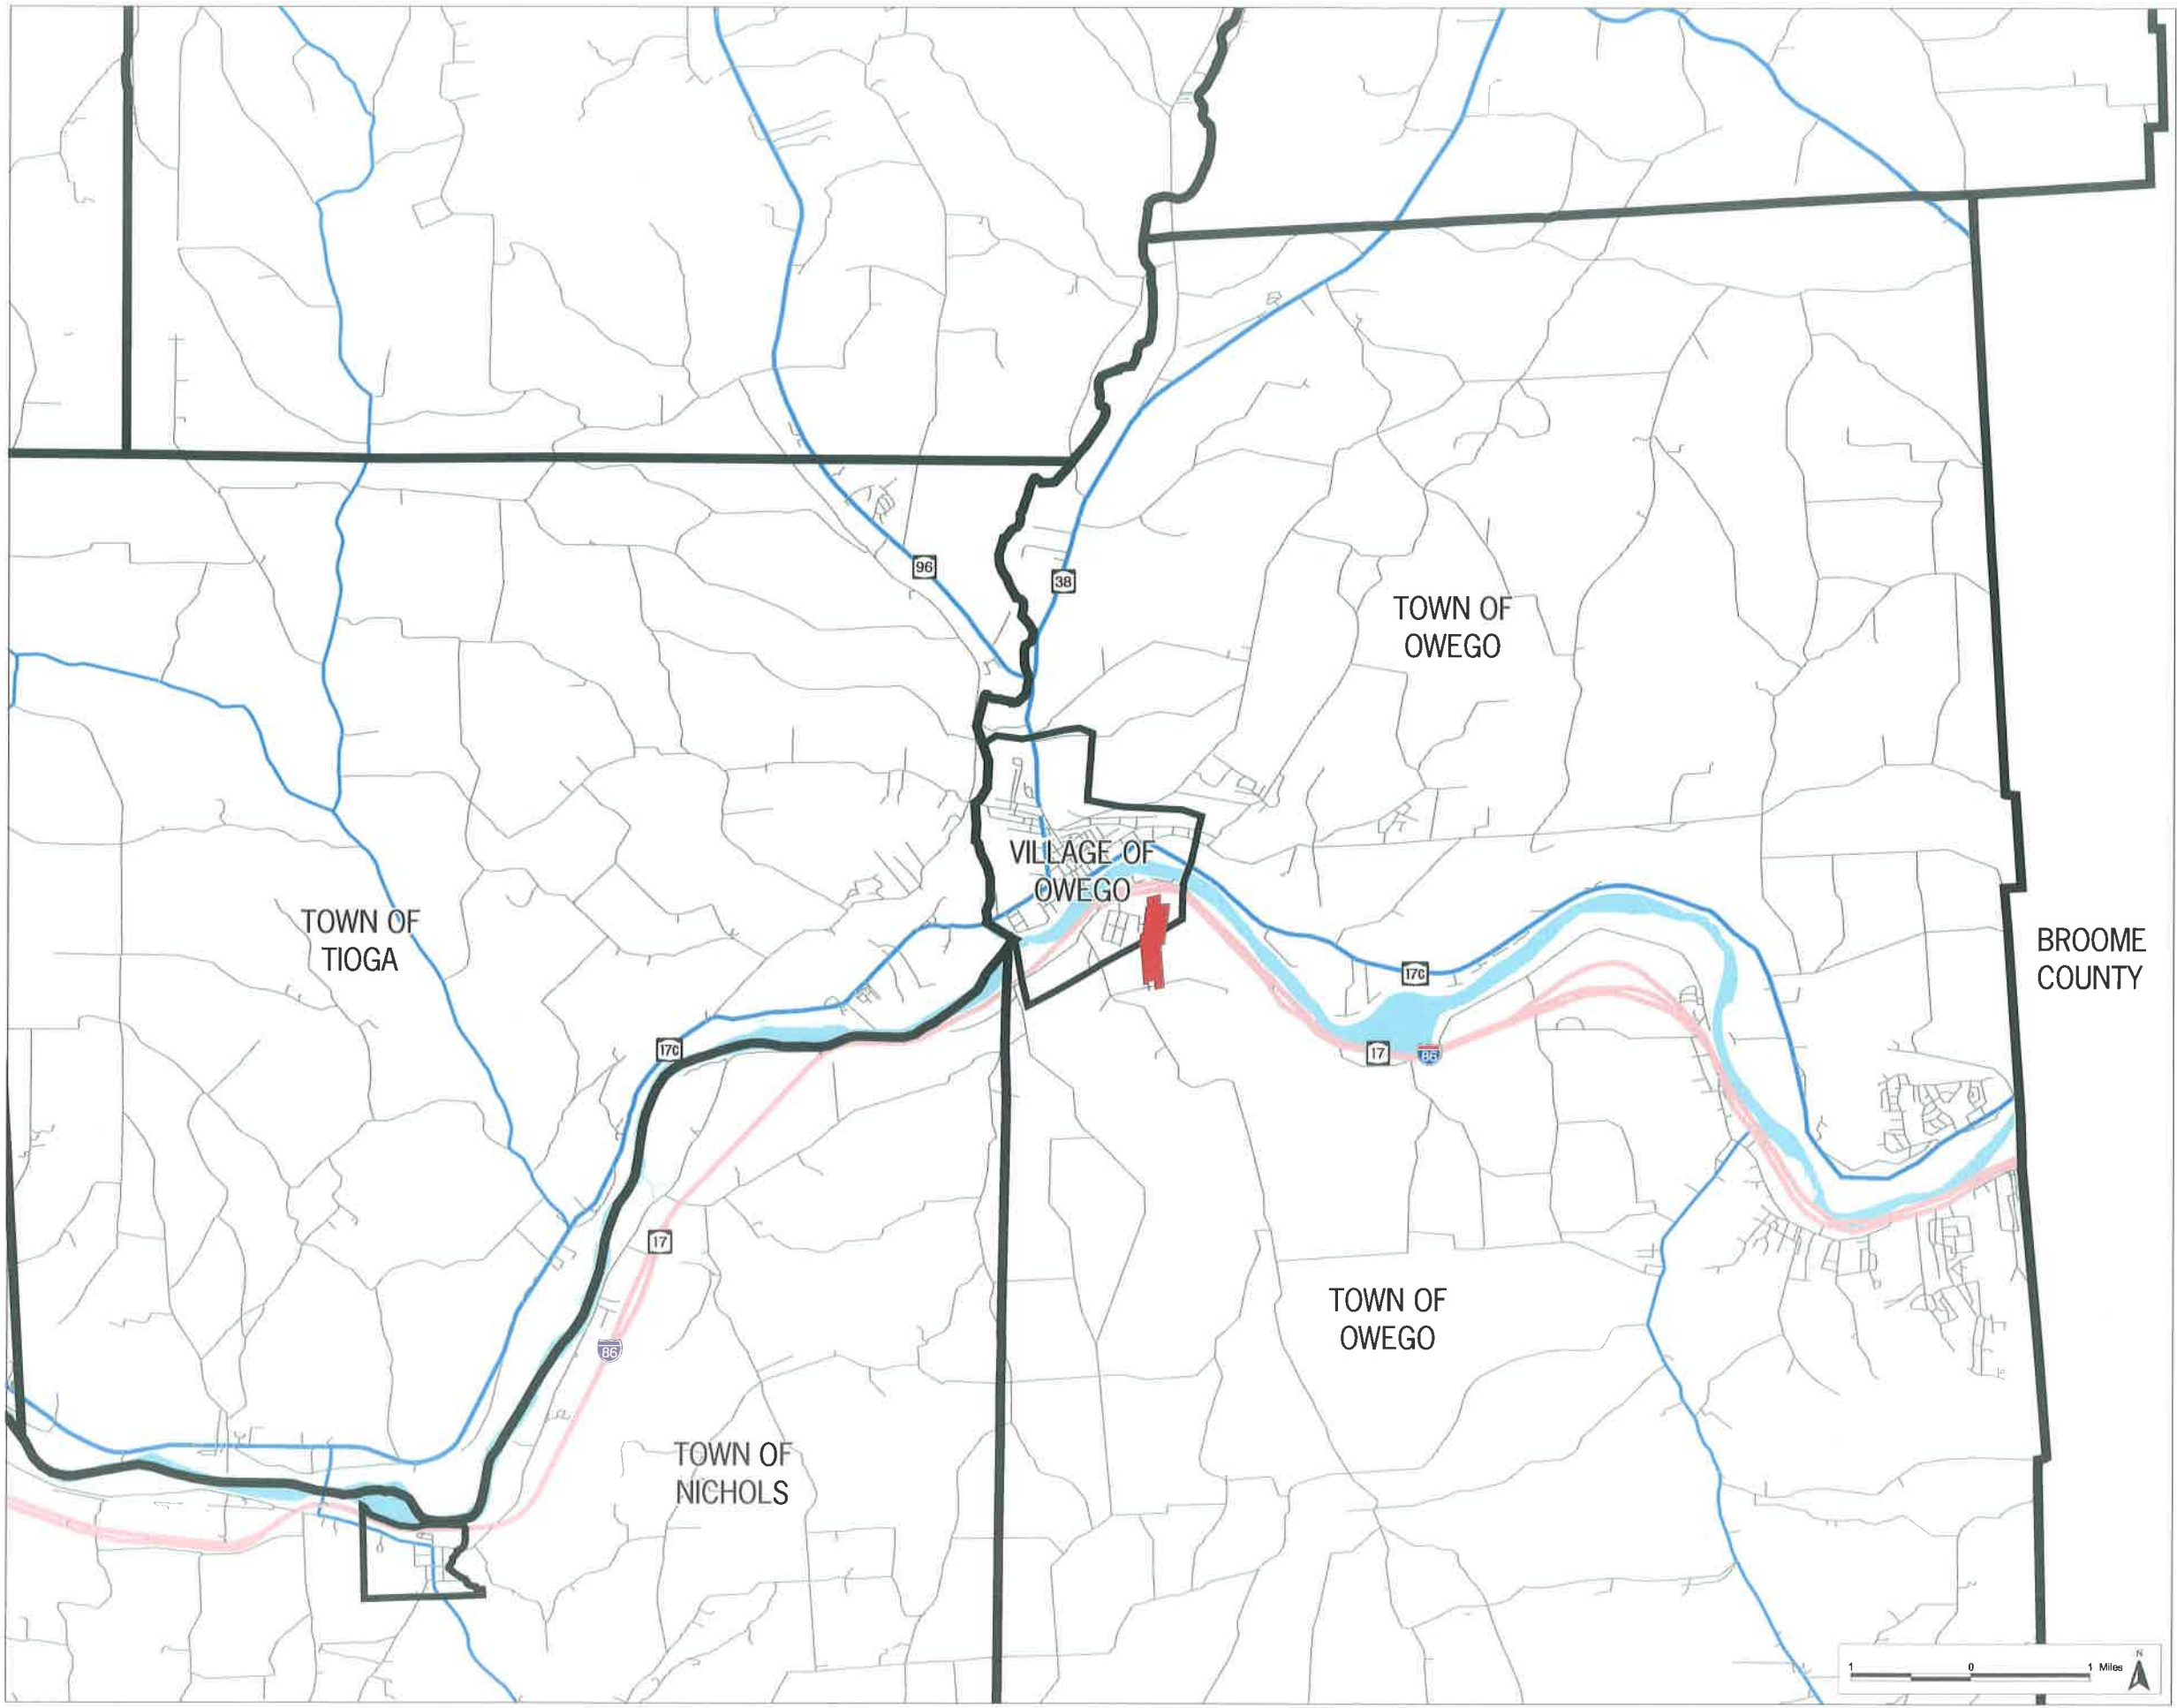 96
38
TOWN OF
OWEGO
VILLAGE OF
OWEGO
TOWN OF
TIOGA
BROOME
COUNTY
17C
17C
17
86
17
TOWN OF
OWEGO
86
TOWN OF
NICHOLS
N
1 0 1 Miles